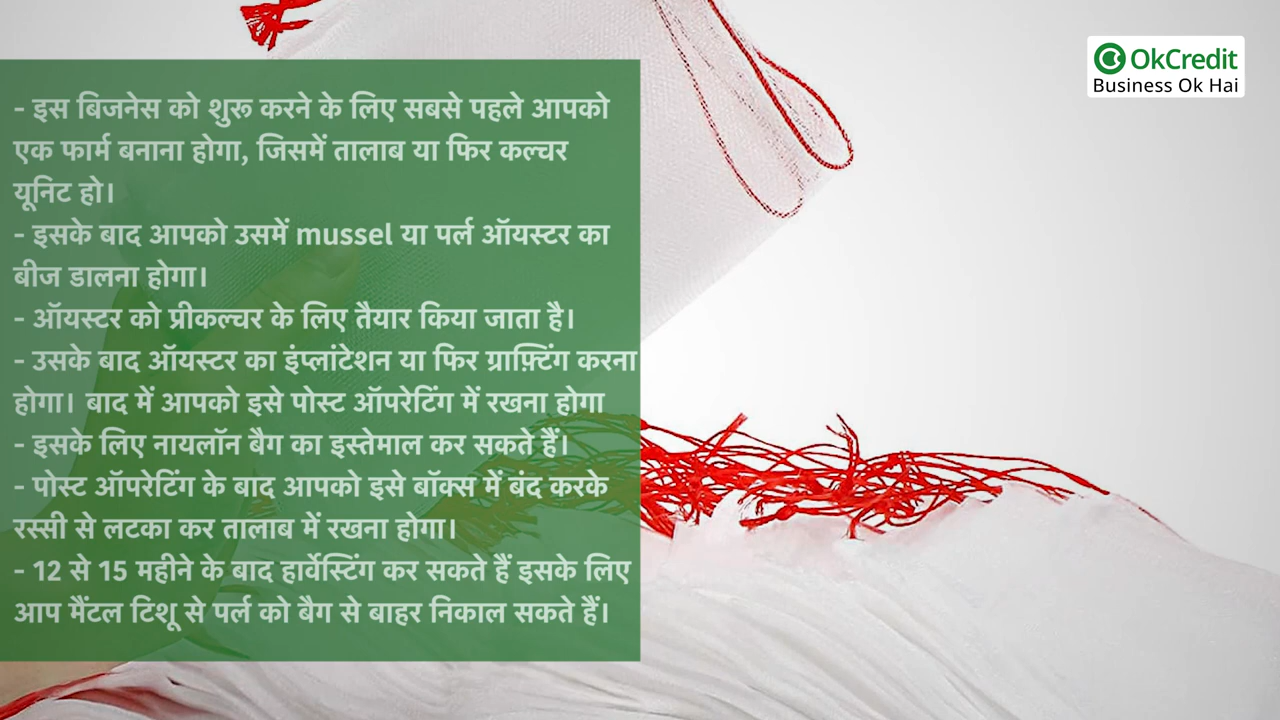 - इस बिजनेस को शुरू करने के लिए सबसे पहले आपको
एक फार्म बनाना होगा, जिसमें तालाब या फिर कल्चर
यूनिट हो।
- इसके बाद आपको उसमें mussel या पर्ल ऑयस्टर का
बीज डालना होगा।
- ऑयस्टर को प्रीकल्चर के लिए तैयार किया जाता है।
- उसके बाद ऑयस्टर का इंप्लांटेशन या फिर ग्राफ़्टिंग करना
होगा। बाद में आपको इसे पोस्ट ऑपरेटिंग में रखना होगा
- इसके लिए नायलॉन बैग का इस्तेमाल कर सकते हैं।
- पोस्ट ऑपरेटिंग के बाद आपको इसे बॉक्स में बंद करके
रस्सी से लटका कर तालाब में रखना होगा।
- 12 से 15 महीने के बाद हार्वेस्टिंग कर सकते हैं इसके लिए
आप मैंटल टिशू से पर्ल को बैग से बाहर निकाल सकते हैं।
OkCredit
Business Ok Hai